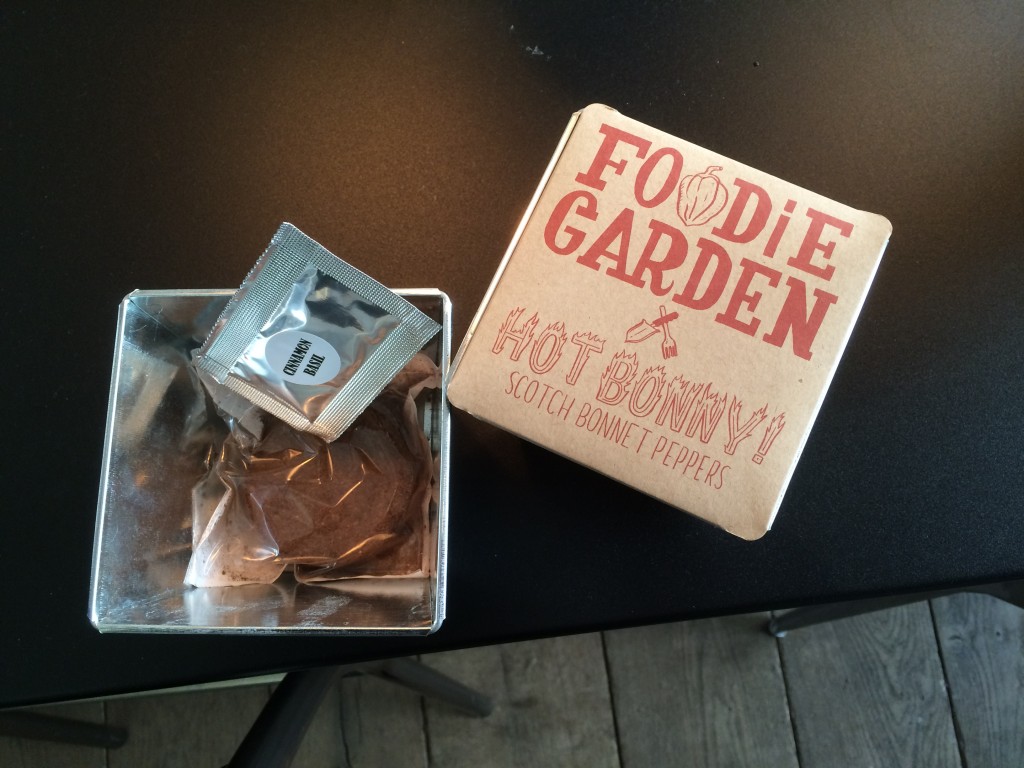 FOODiE
GARDEN
HOT BONNY!
SCOTCH BONNET PEPPERS
CINNAMON
BASIL